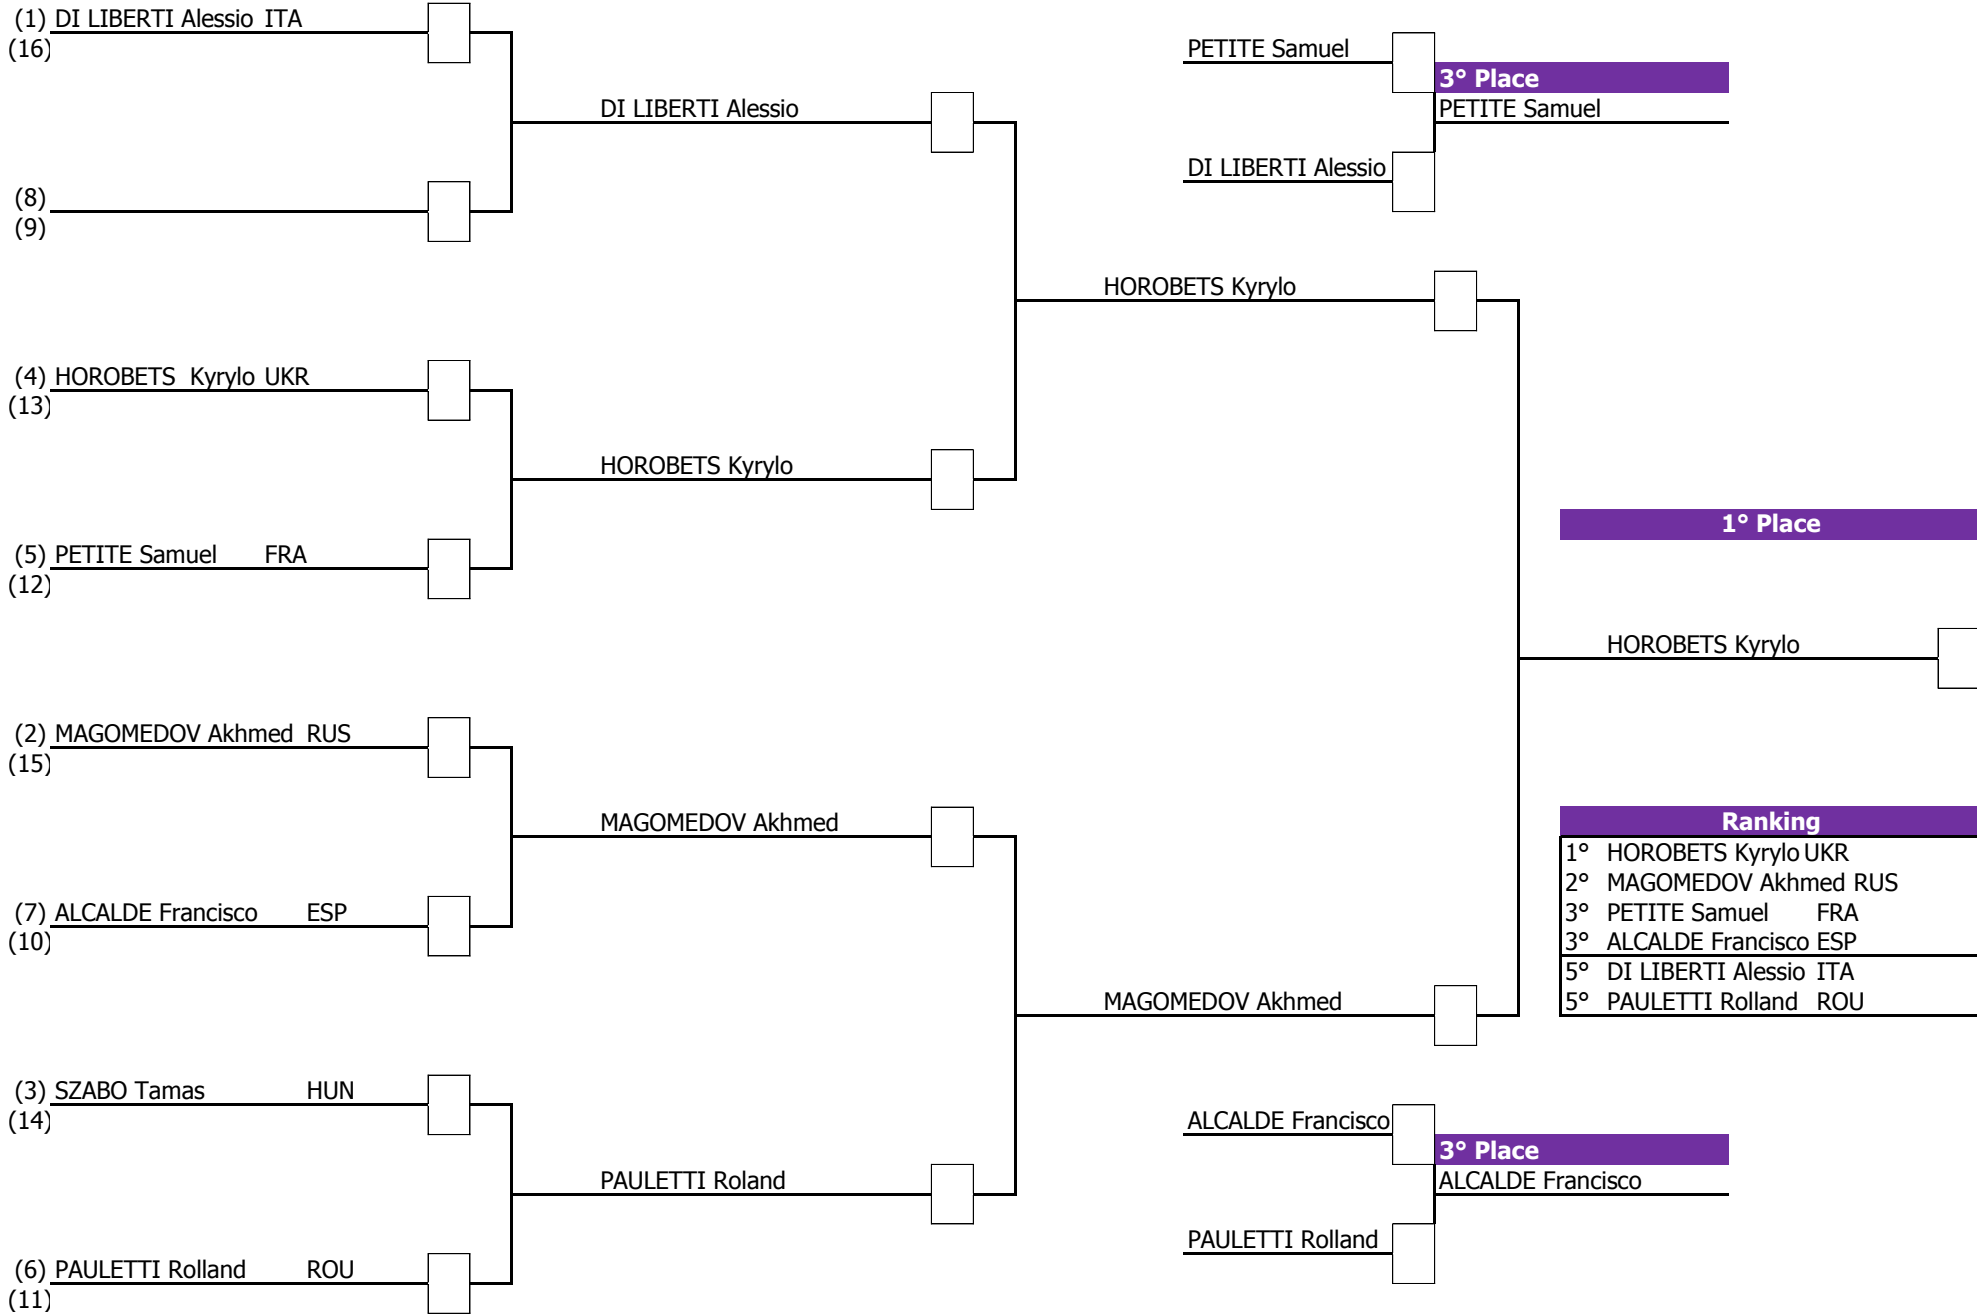 (1) DI LIBERTI Alessio ITA
(16)
PETITE Samuel
3° Place
DI LIBERTI Alessio
PETITE Samuel
DI LIBERTI Alessio
(8)
(9)
HOROBETS Kyrylo
(4) HOROBETS Kyrylo UKR
(13)
HOROBETS Kyrylo
1° Place
(5) PETITE Samuel FRA
(12)
HOROBETS Kyrylo
(2) MAGOMEDOV Akhmed RUS
(15)
MAGOMEDOV Akhmed
Ranking
1° HOROBETS Kyrylo UKR
2° MAGOMEDOV Akhmed RUS
3° PETITE Samuel FRA
3° ALCALDE Francisco ESP
5° DI LIBERTI Alessio ITA
5° PAULETTI Rolland ROU
(7) ALCALDE Francisco ESP
(10)
MAGOMEDOV Akhmed
(3) SZABO Tamas HUN
(14)
ALCALDE Francisco
3° Place
PAULETTI Roland
ALCALDE Francisco
PAULETTI Rolland
(6) PAULETTI Rolland ROU
(11)